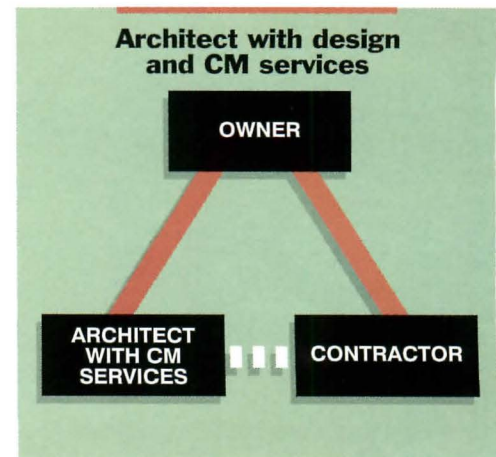 Architect with design
and CM services
OWNER
ARCHITECT
WITH CM
SERVICES
CONTRACTOR